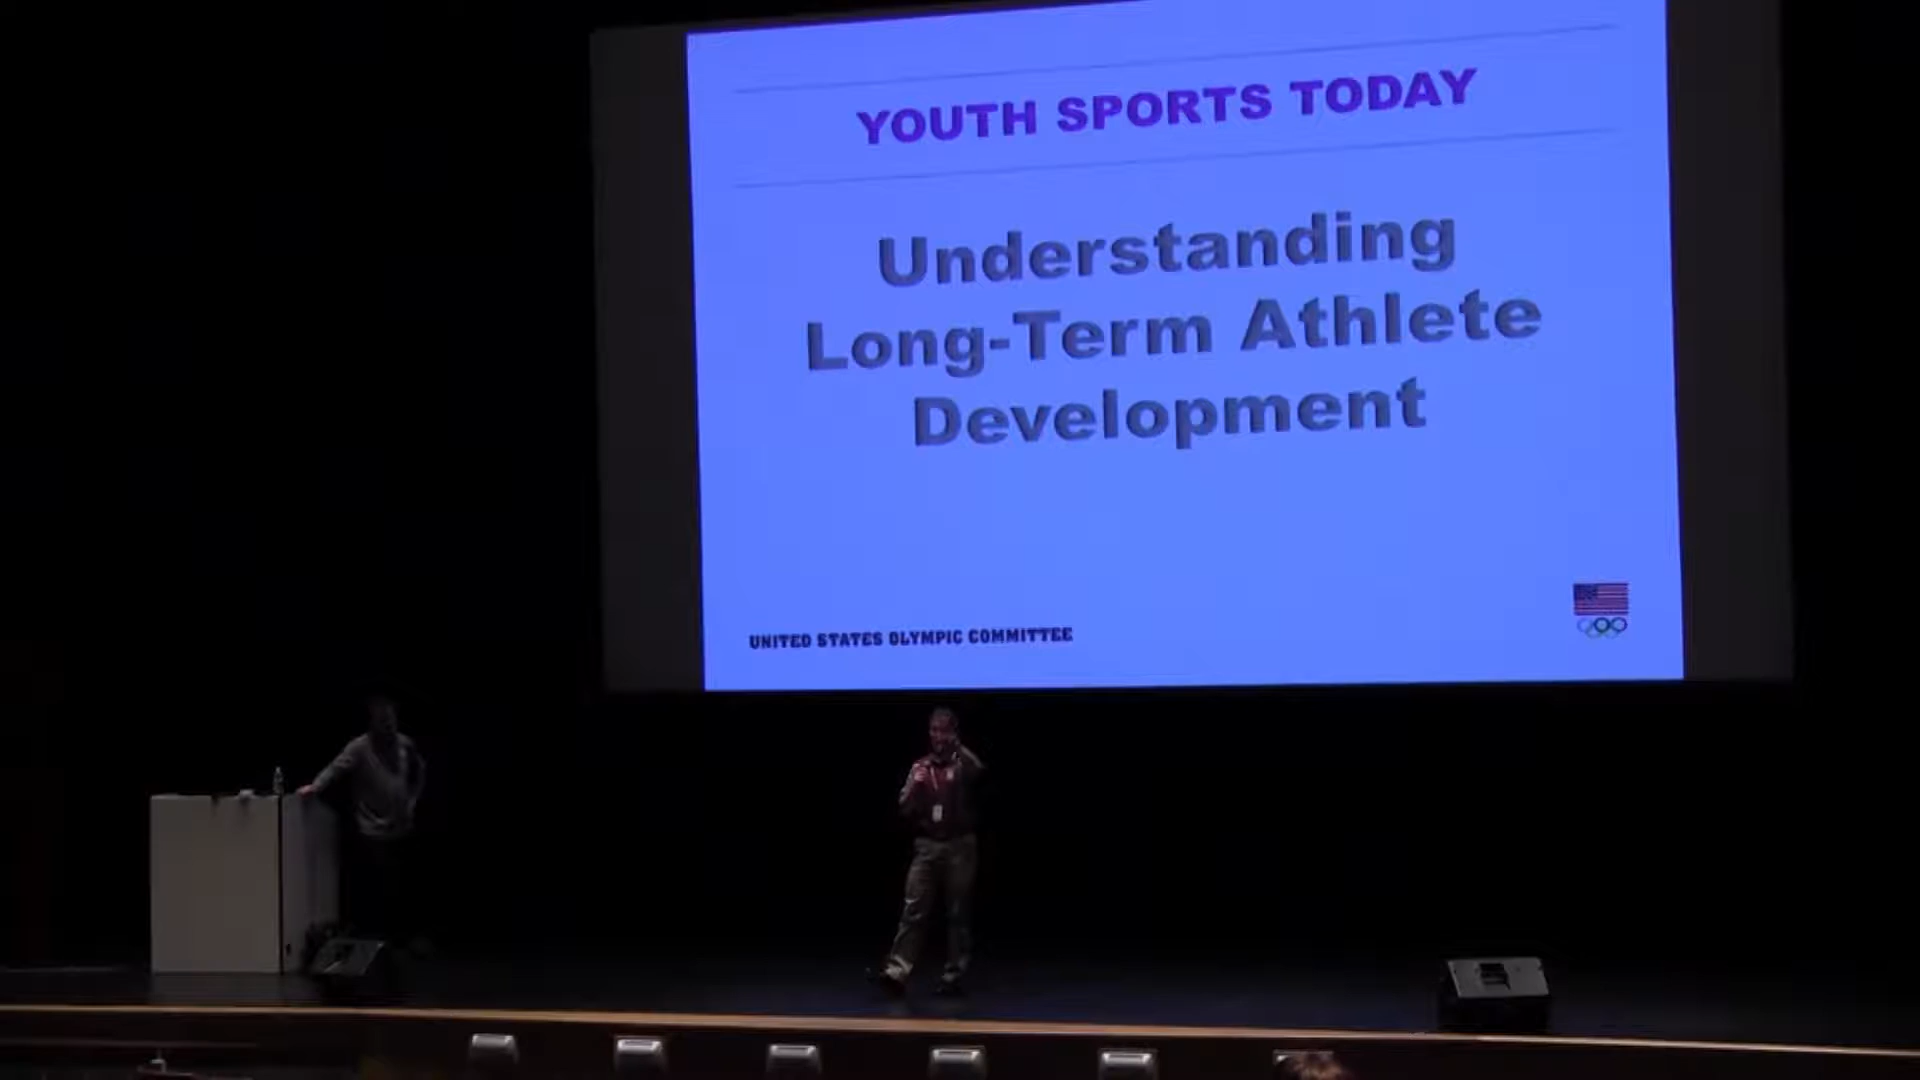 YOUTH SPORTS TODAY
Understanding
Long-Term Athlete
Development
UNITED STATES OLYMPIC COMMITTEE